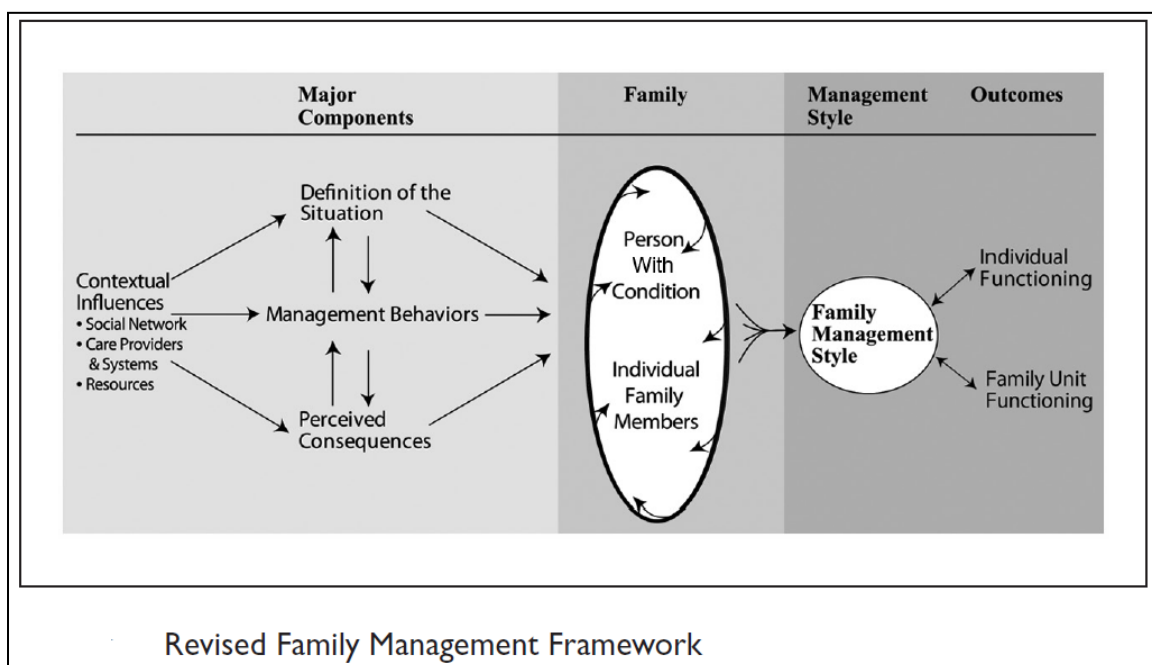 Major
Components
Family
Management
Style
Outcomes
Definition of the
Situation
Contextual
Influences
• Social Network
• Care Providers
& Systems
• Resources
Management Behaviors
Perceived
Consequences
Person
With
Condition
Individual
Family
Members
Family
Management
Style
Individual
Functioning
Family Unit
Functioning
Revised Family Management Framework